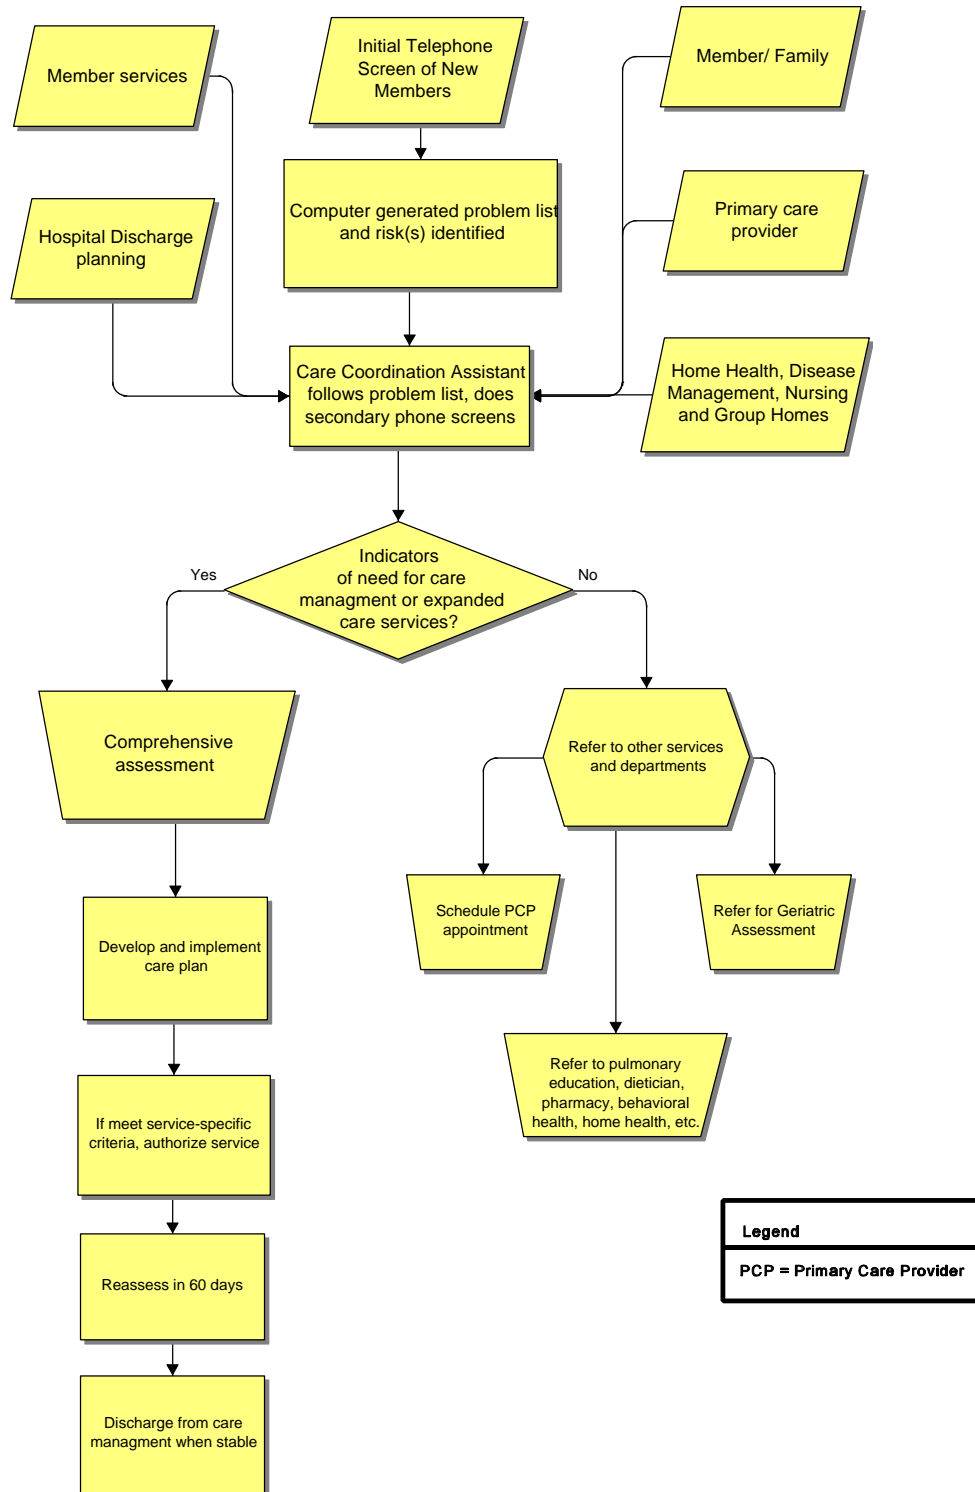 Member services
Initial Telephone
Screen of New
Members
Member/ Family
Hospital Discharge
planning
Computer generated problem list
and risk(s) identified
Primary care
provider
Care Coordination Assistant
follows problem list, does
secondary phone screens
Home Health, Disease
Management, Nursing
and Group Homes
Indicators
of need for care
managment or expanded
care services?
Yes
No
Comprehensive
assessment
Refer to other services
and departments
Schedule PCP
appointment
Refer for Geriatric
Assessment
Develop and implement
care plan
Refer to pulmonary
education, dietician,
pharmacy, behavioral
health, home health, etc.
If meet service-specific
criteria, authorize service
Reassess in 60 days
Legend
PCP = Primary Care Provider
Discharge from care
managment when stable